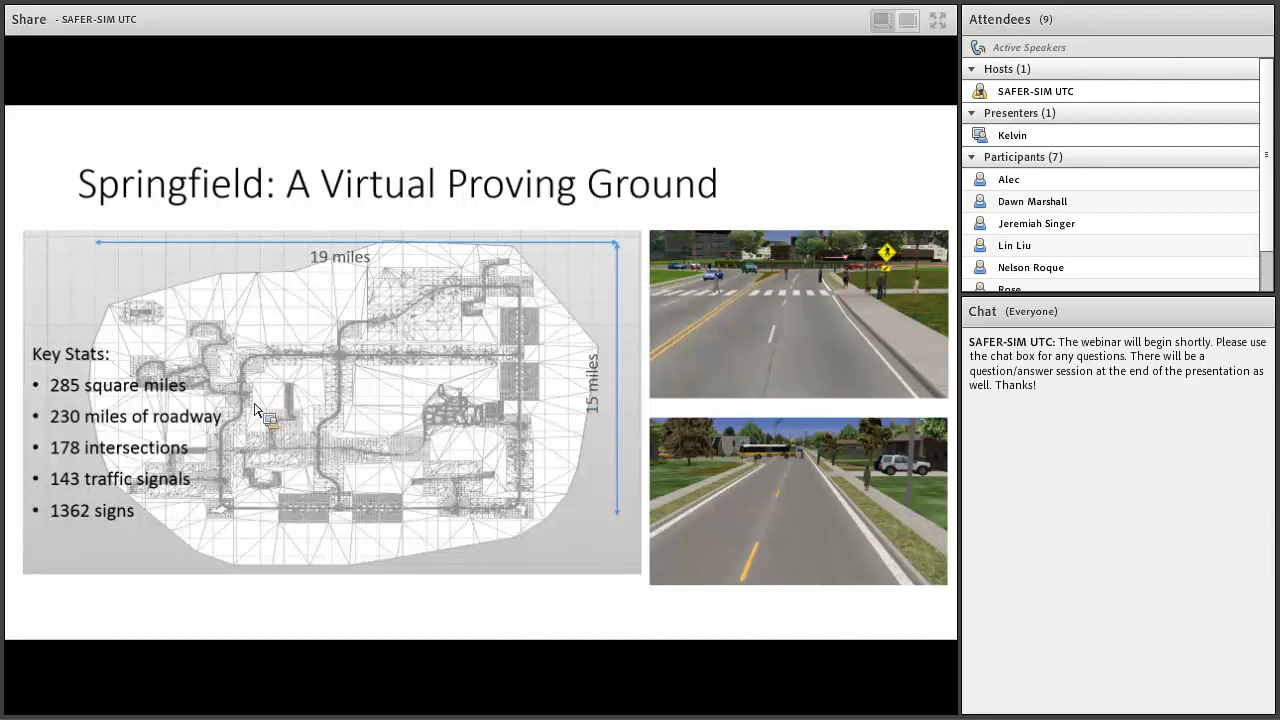 Share - SAFER-SIM UTC
Springfield: A Virtual Proving Ground
19 miles
15 miles
Key Stats:
• 285 square miles
• 230 miles of roadway
• 178 intersections
• 143 traffic signals
• 1362 signs
Attendees (9)
Active Speakers
Hosts (1)
SAFER-SIM UTC
Presenters (1)
Kelvin
Participants (7)
Alec
Dawn Marshall
Jeremiah Singer
Lin Liu
Nelson Roque
Rose
Chat (Everyone)
SAFER-SIM UTC: The webinar will begin shortly. Please use
the chat box for any questions. There will be a
question/answer session at the end of the presentation as
well. Thanks!